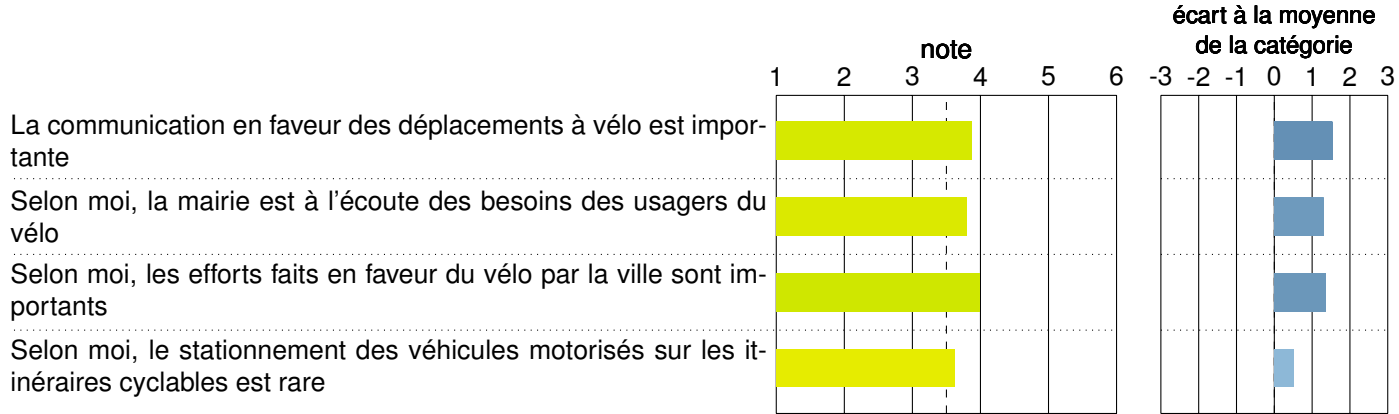 écart à la moyenne
de la catégorie
note
1 2 3 4 5 6
-3 -2 -1 0 1 2 3
La communication en faveur des déplacements à vélo est impor-
tante
Selon moi, la mairie est à l'écoute des besoins des usagers du
vélo
Selon moi, les efforts faits en faveur du vélo par la ville sont im-
portants
Selon moi, le stationnement des véhicules motorisés sur les it-
inéraires cyclables est rare